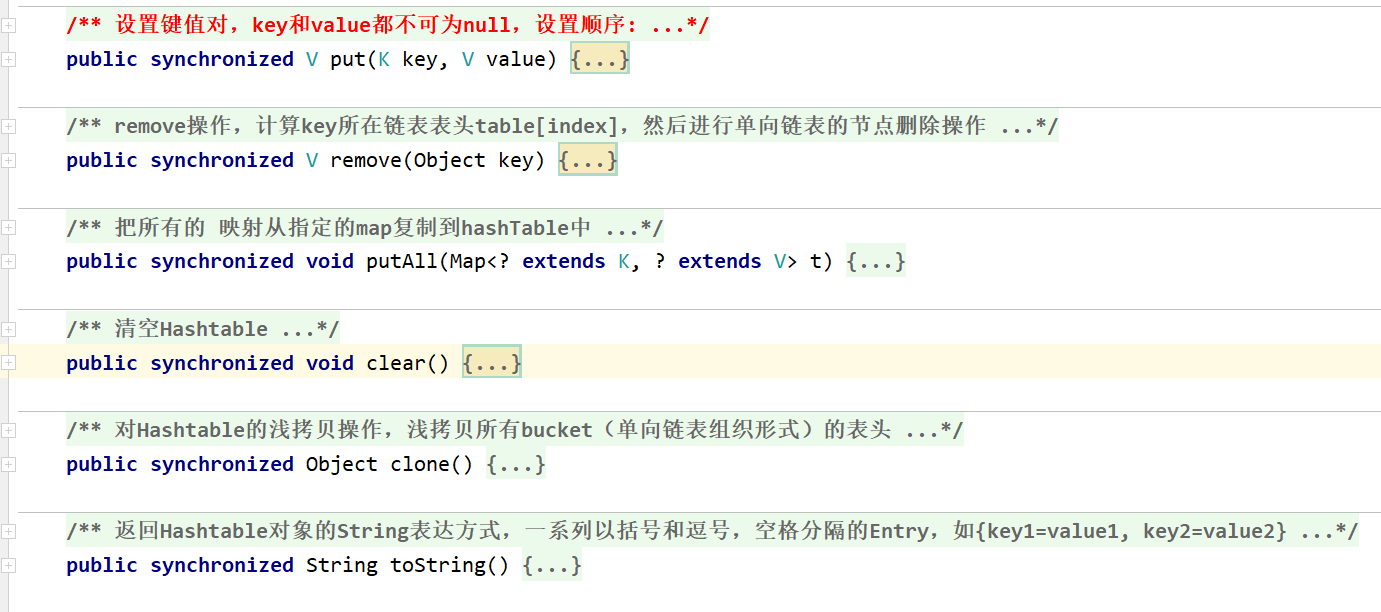 /** 设置键值对，key和value都不可为null，设置顺序: ...*/
public synchronized V put(K key, V value) {...}
/** remove操作，计算key所在链表表头table[index]，然后进行单向链表的节点删除操作 ...*/
public synchronized V remove(Object key) {...}
/** 把所有的 映射从指定的map复制到hashTable中 ...*/
public synchronized void putAll(Map<? extends K, ? extends V> t) {...}
/** 清空Hashtable ...*/
public synchronized void clear() {...}
/** 对Hashtable的浅拷贝操作，浅拷贝所有bucket（单向链表组织形式）的表头 ...*/
public synchronized Object clone() {...}
/** 返回Hashtable对象的String表达方式，一系列以括号和逗号，空格分隔的Entry，如{key1=value1, key2=value2} ...*/
public synchronized String toString() {...}